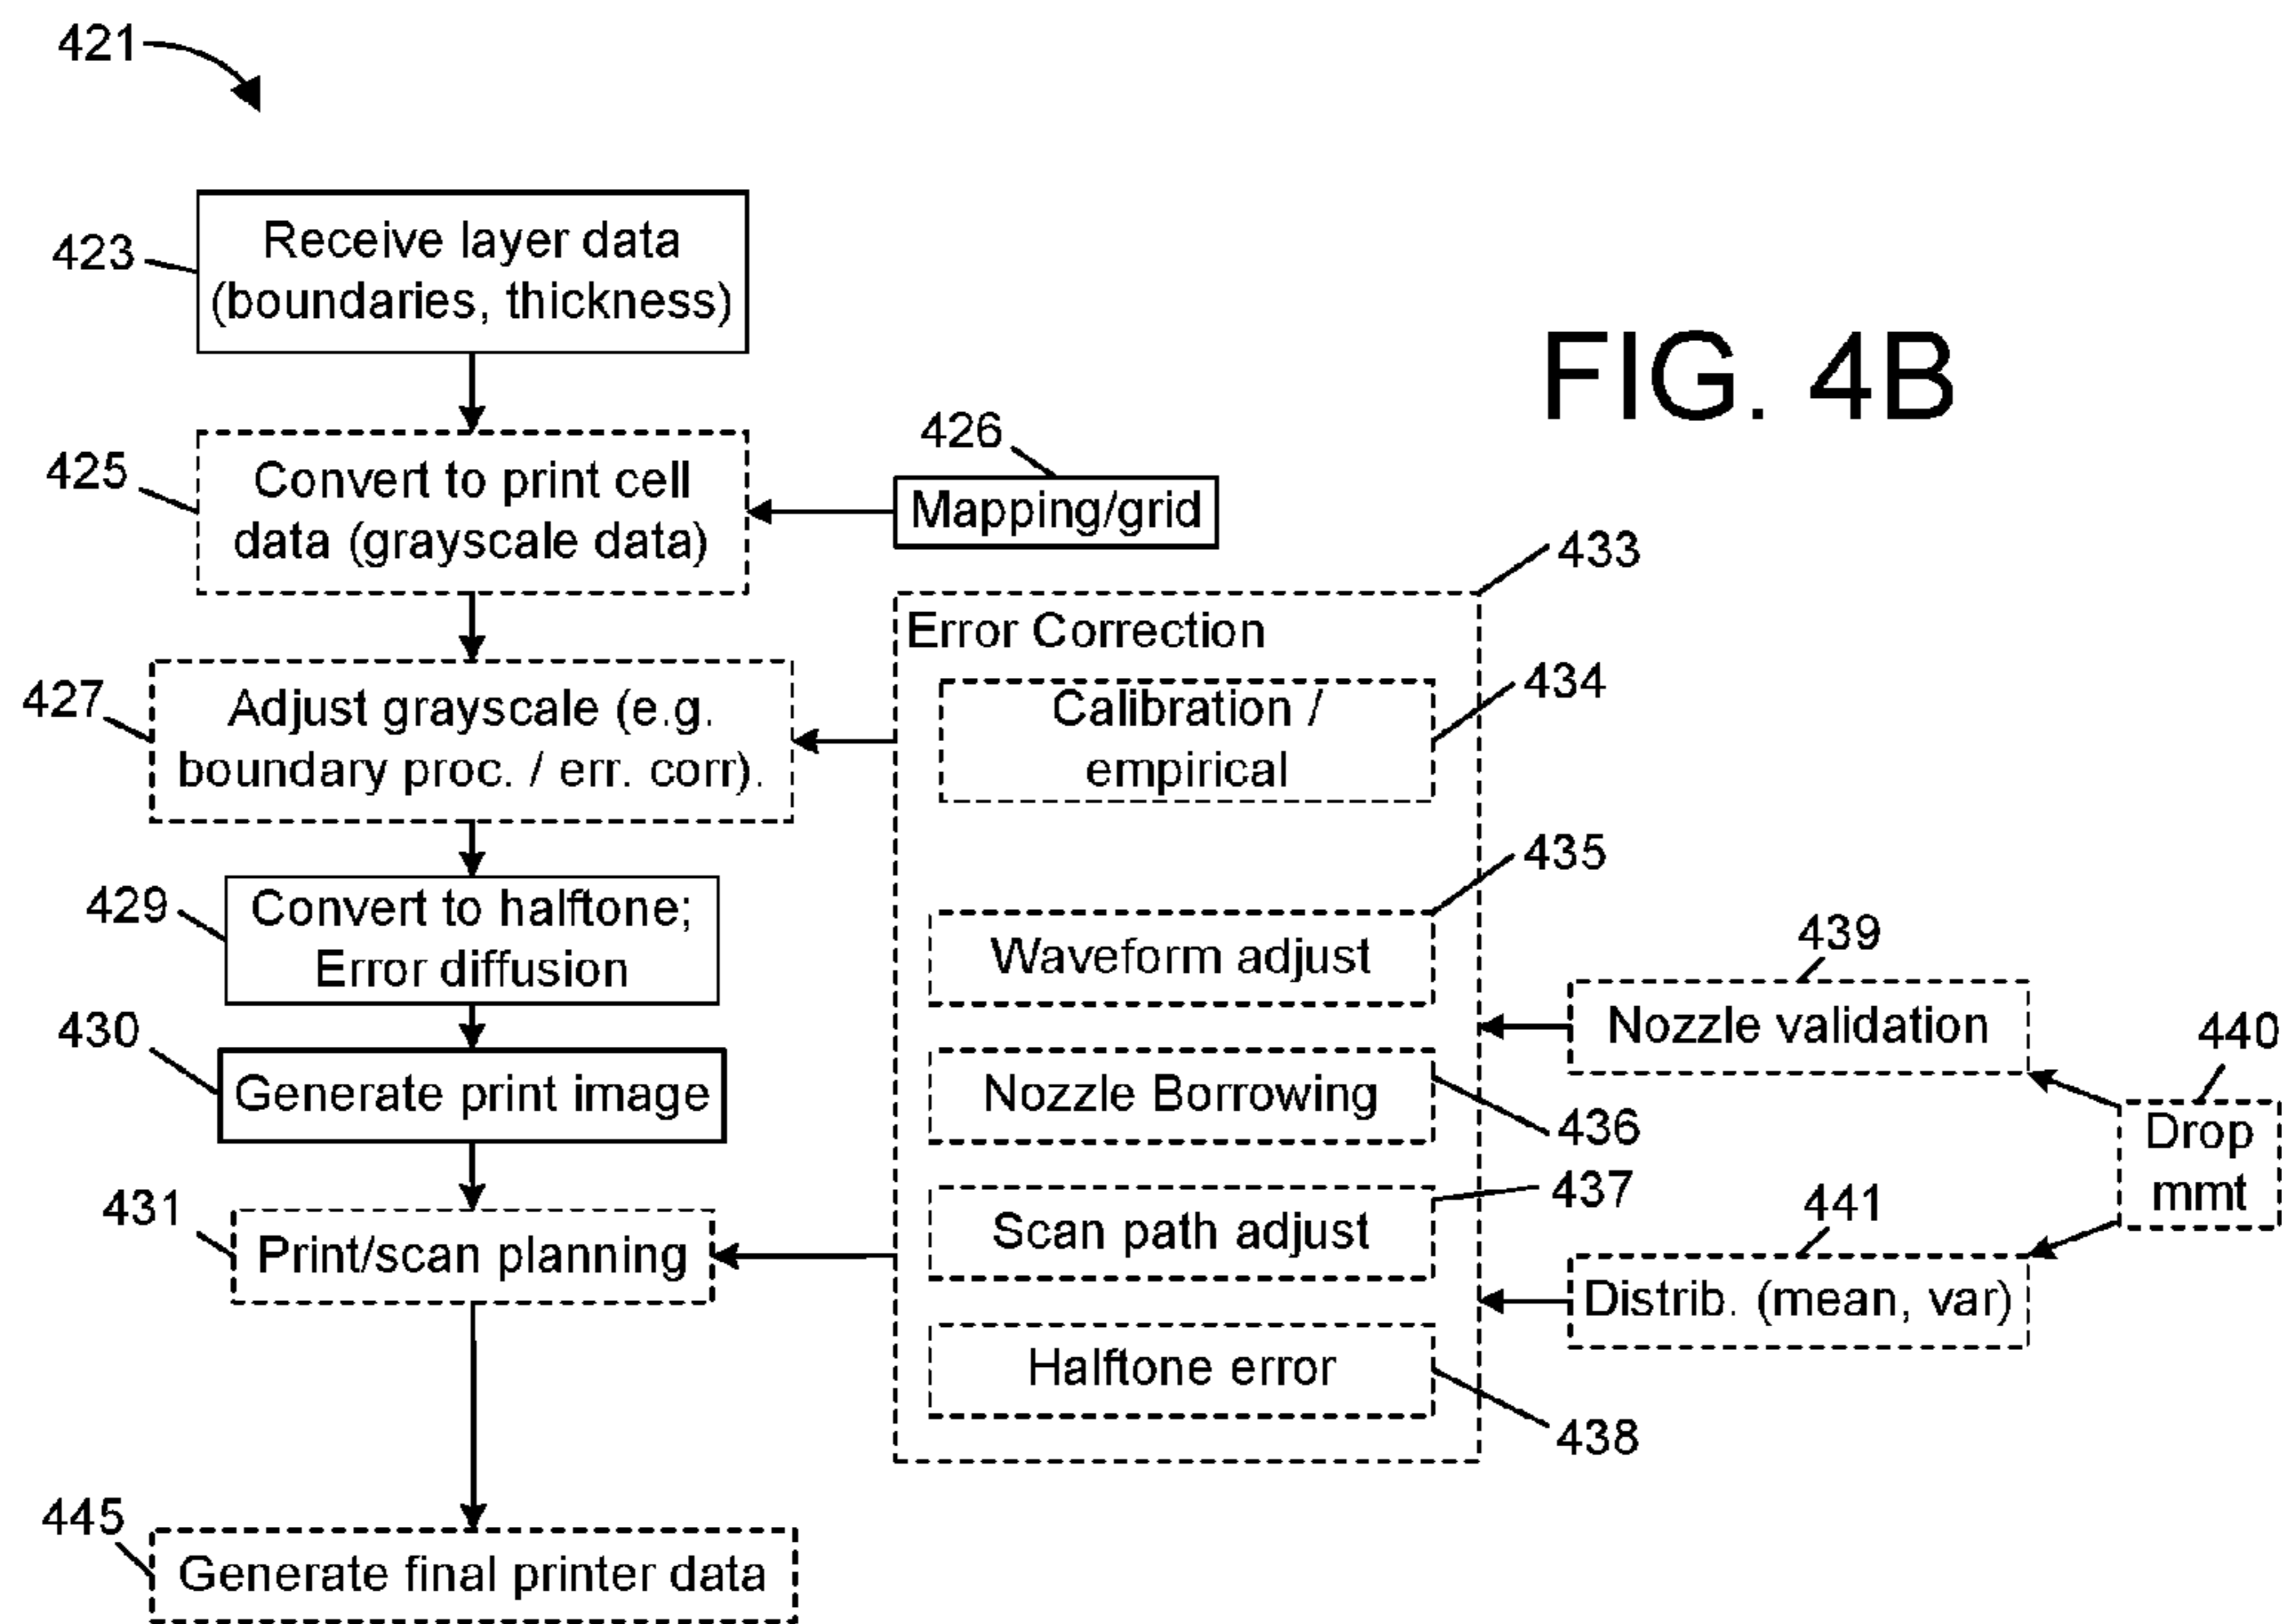 421
423
Receive layer data
(boundaries, thickness)
FIG. 4B
425
Convert to print cell
data (grayscale data)
426
Mapping/grid
433
Error Correction
427
Adjust grayscale (e.g.
boundary proc. / err. corr).
434
Calibration /
empirical
429
Convert to halftone;
Error diffusion
435
Waveform adjust
439
Nozzle validation
430
Generate print image
Nozzle Borrowing
436
440
Drop
mmt
431
Print/scan planning
Scan path adjust
437
441
Distrib. (mean, var)
Halftone error
438
445
Generate final printer data